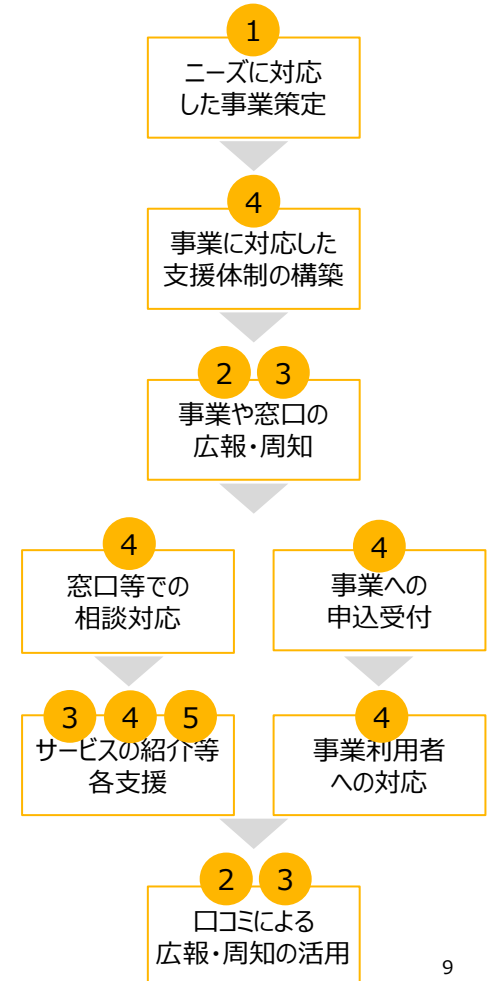 1
ニーズに対応
した事業策定
4
事業に対応した
支援体制の構築
2 3
事業や窓口の
広報・周知
4
窓口等での
相談対応
4
事業への
申込受付
3 4 5
サービスの紹介等
各支援
4
事業利用者
への対応
2 3
口コミによる
広報・周知の活用
9